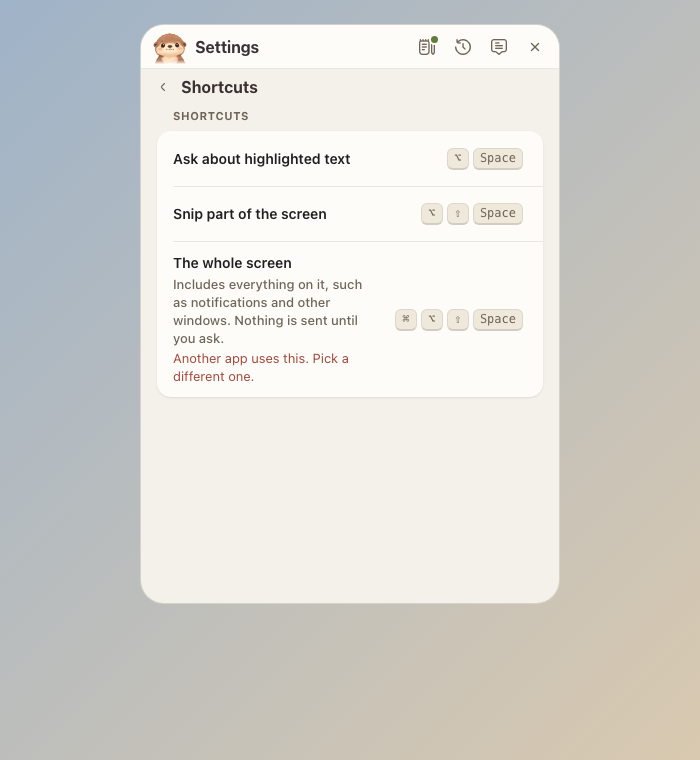 Settings
Shortcuts
SHORTCUTS
Ask about highlighted text ⌥ Space
Snip part of the screen ⌥ ⇧ Space
The whole screen
Includes everything on it, such
as notifications and other
windows. Nothing is sent until
you ask.
⌘ ⌥ ⇧ Space
Another app uses this. Pick a
different one.